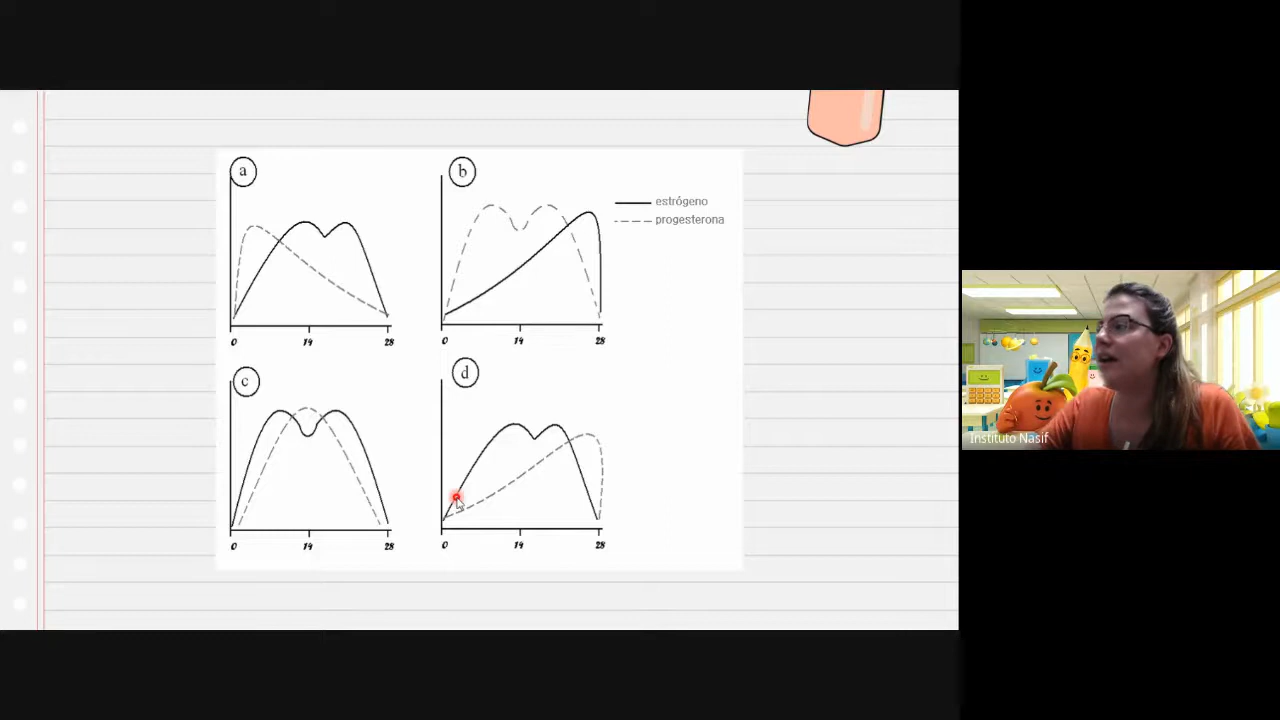 a
b
estrógeno
progesterona
0 14 28
0 14 28
c
d
0 14 28
0 14 28
Instituto Nasif